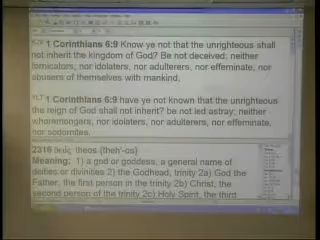 KJV 1 Corinthians 6:9 Know ye not that the unrighteous shall
not inherit the kingdom of God? Be not deceived; neither
fornicators, nor idolaters, nor adulterers, nor effeminate, nor
abusers of themselves with mankind,
YLT 1 Corinthians 6:9 have ye not known that the unrighteous
the reign of God shall not inherit? be not led astray; neither
whoremongers, nor idolaters, nor adulterers, nor effeminate,
nor sodomites,
2316 θεός theos {theh'-os}
Meaning: 1) a god or goddess, a general name of
deities or divinities 2) the Godhead, trinity 2a) God the
Father, the first person in the trinity 2b) Christ, the
second person of the trinity 2c) Holy Spirit, the third